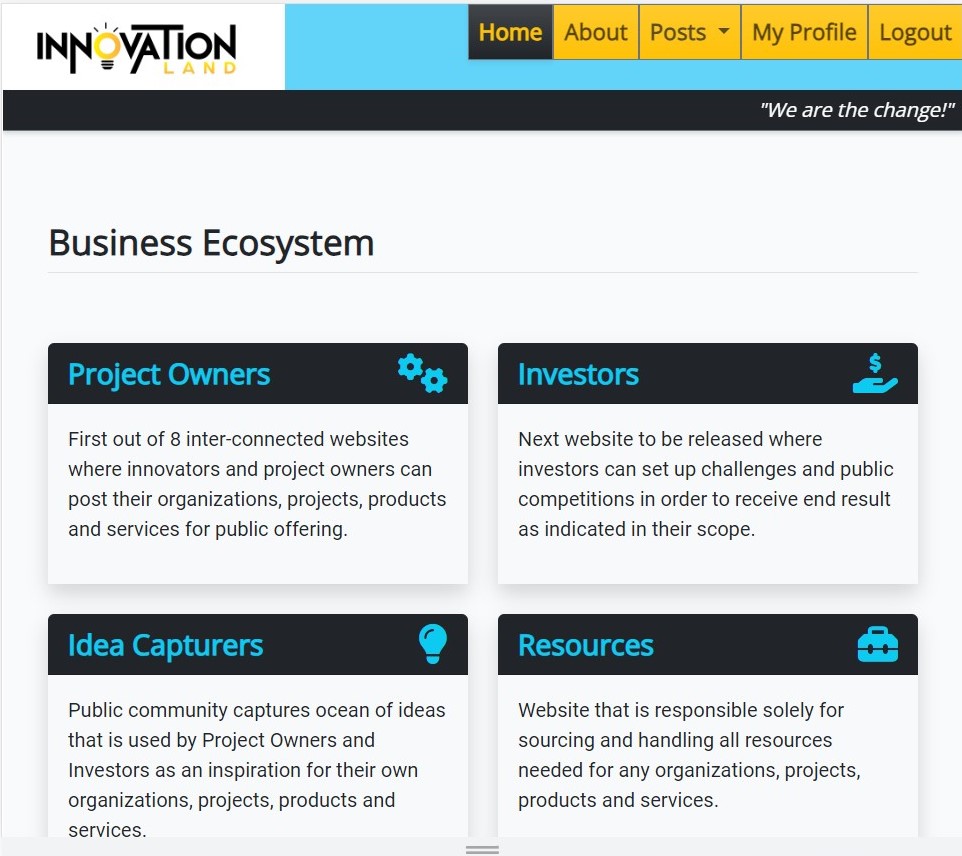 INNOVATION
LAND
Home About Posts My Profile Logout
"We are the change!"
Business Ecosystem
Project Owners
First out of 8 inter-connected websites
where innovators and project owners can
post their organizations, projects, products
and services for public offering.
Investors
$
Next website to be released where
investors can set up challenges and public
competitions in order to receive end result
as indicated in their scope.
Idea Capturers
Public community captures ocean of ideas
that is used by Project Owners and
Investors as an inspiration for their own
organizations, projects, products and
services.
Resources
Website that is responsible solely for
sourcing and handling all resources
needed for any organizations, projects,
products and services.